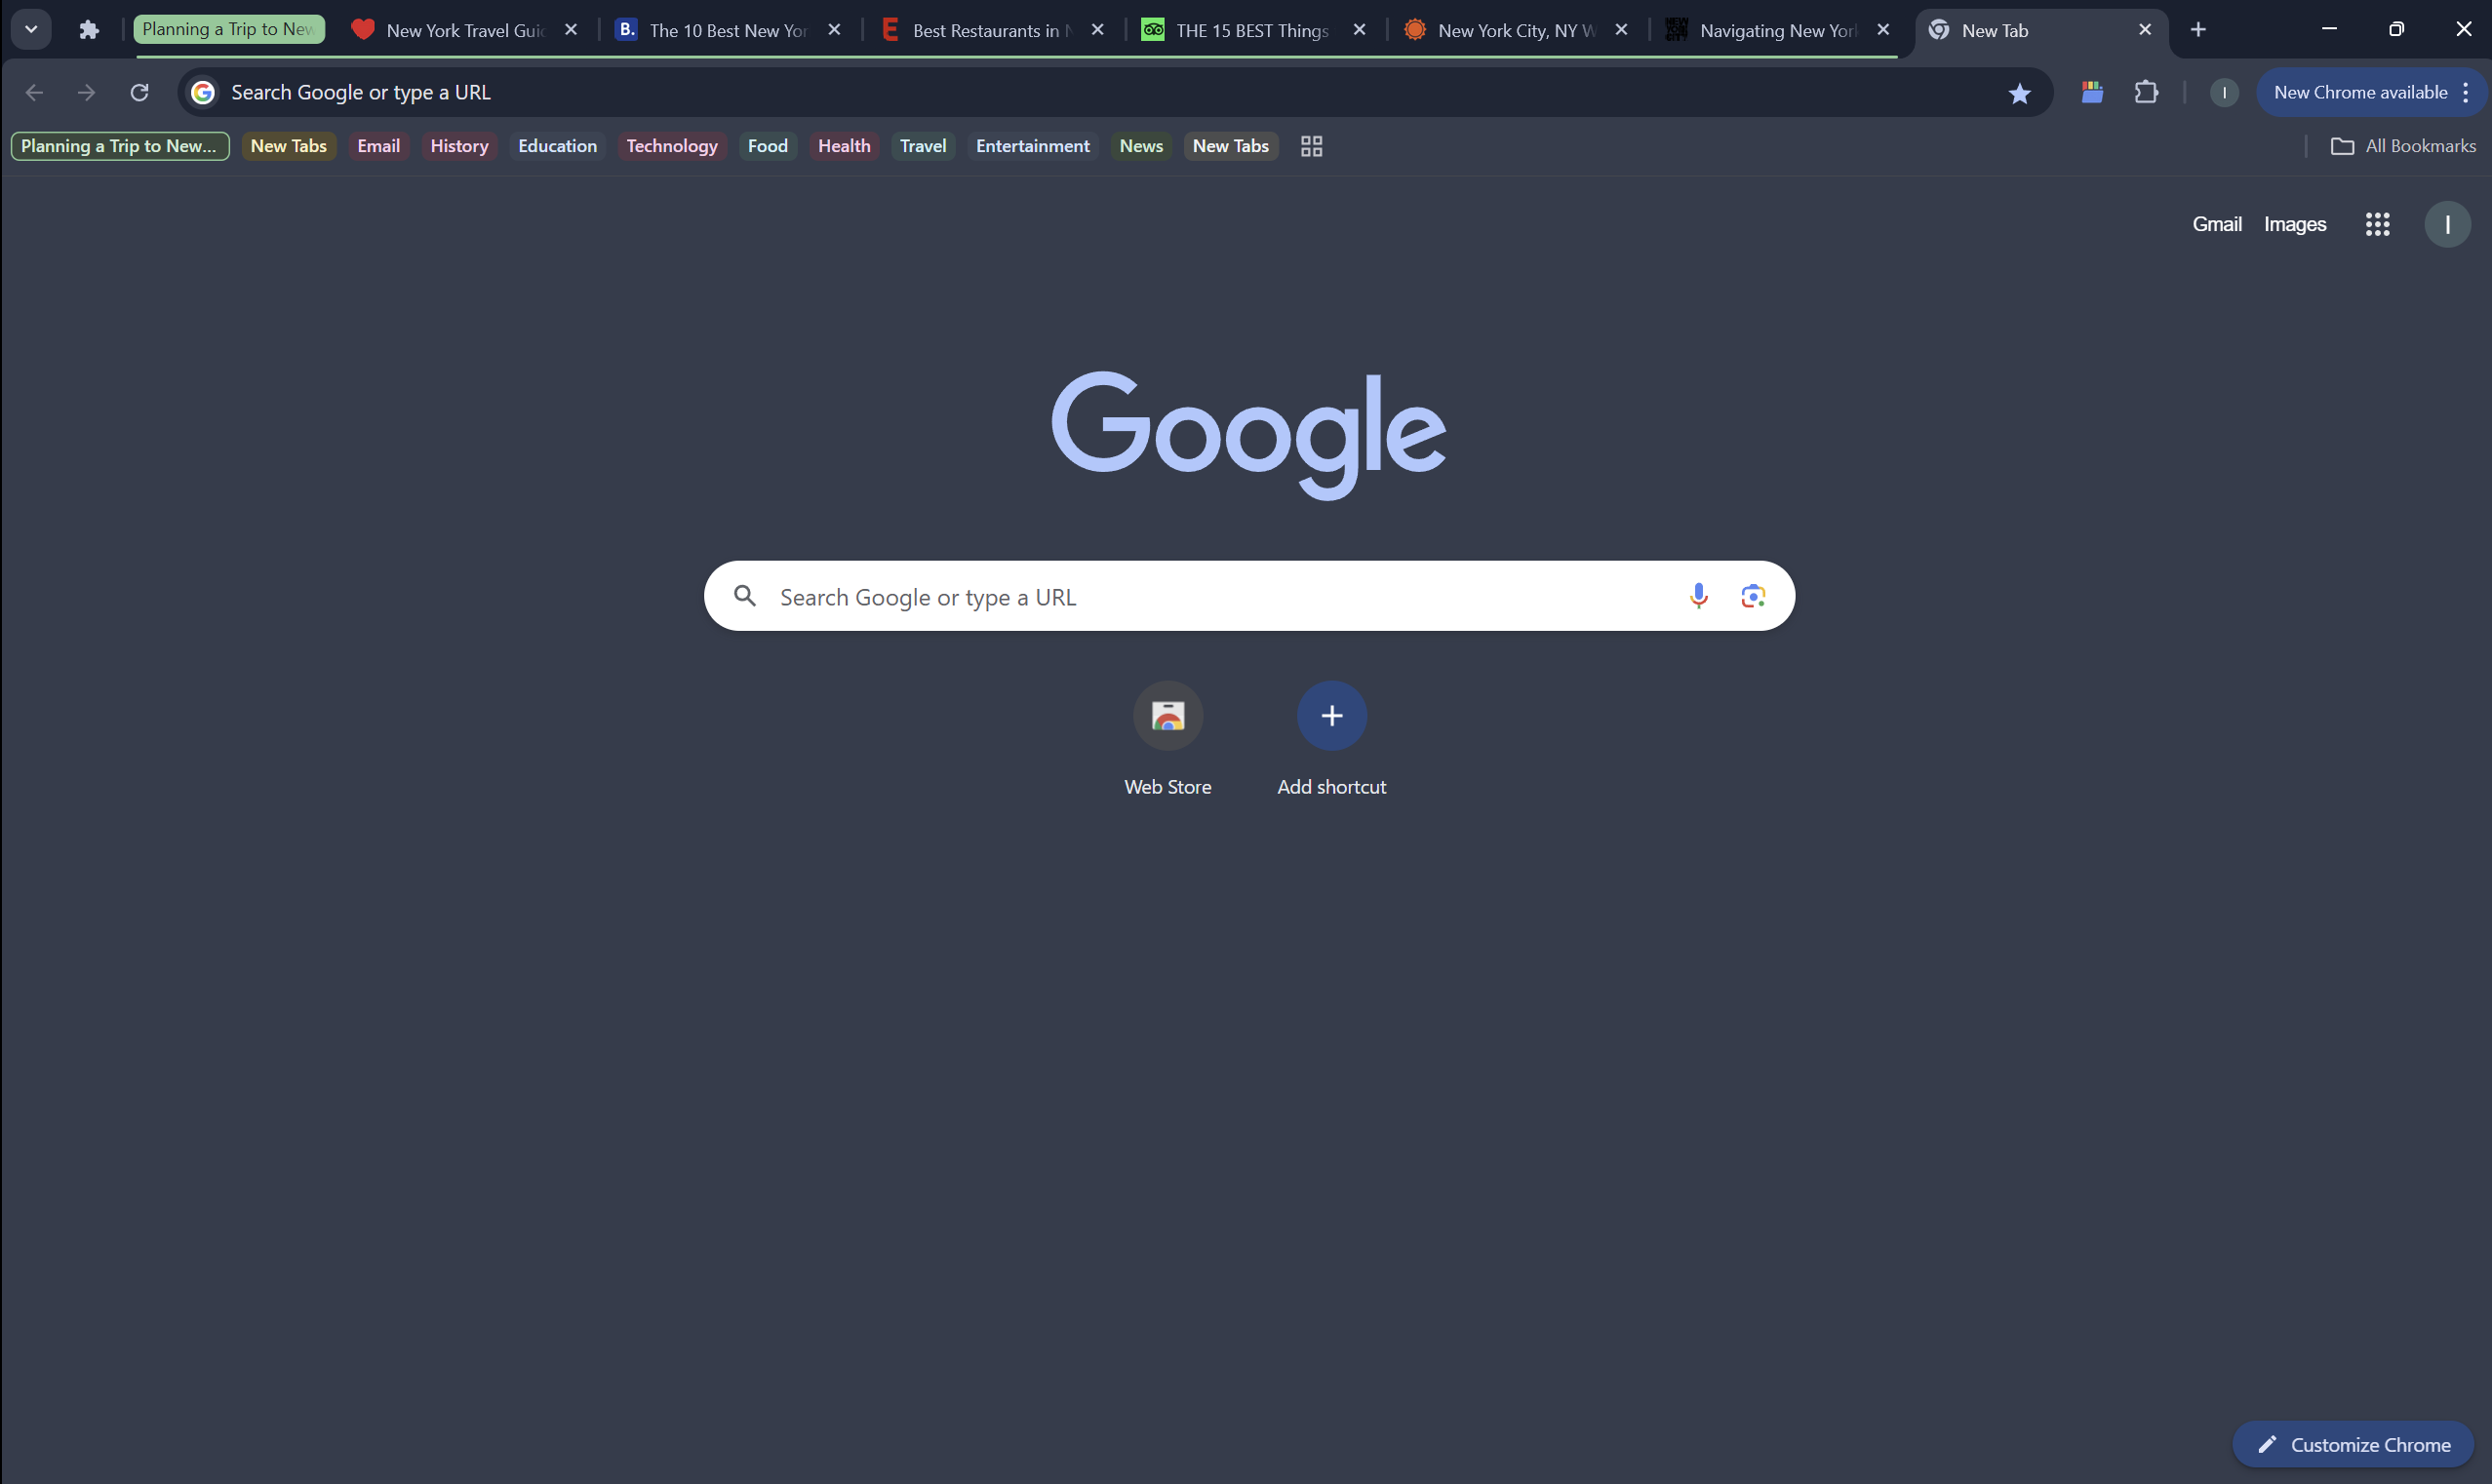 Planning a Trip to New
New York Travel Gui
The 10 Best New Yor
Best Restaurants in
THE 15 BEST Things
New York City, NY W
Navigating New York
New Tab
Search Google or type a URL
New Chrome available
Planning a Trip to New...
New Tabs
Email
History
Education
Technology
Food
Health
Travel
Entertainment
News
New Tabs
All Bookmarks
Gmail
Images
I
Google
Search Google or type a URL
Web Store
Add shortcut
Customize Chrome